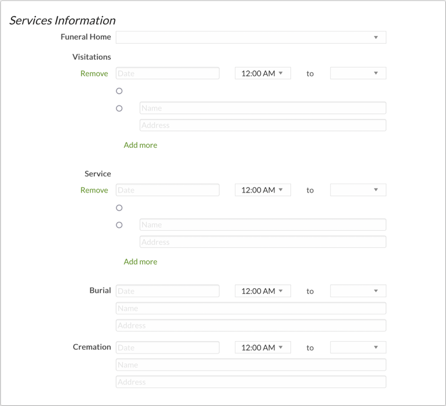 Services Information
Funeral Home
Visitations
Remove Date 12:00 AM to
Name
Address
Add more
Service
Remove Date 12:00 AM to
Name
Address
Add more
Burial Date 12:00 AM to
Name
Address
Cremation Date 12:00 AM to
Name
Address